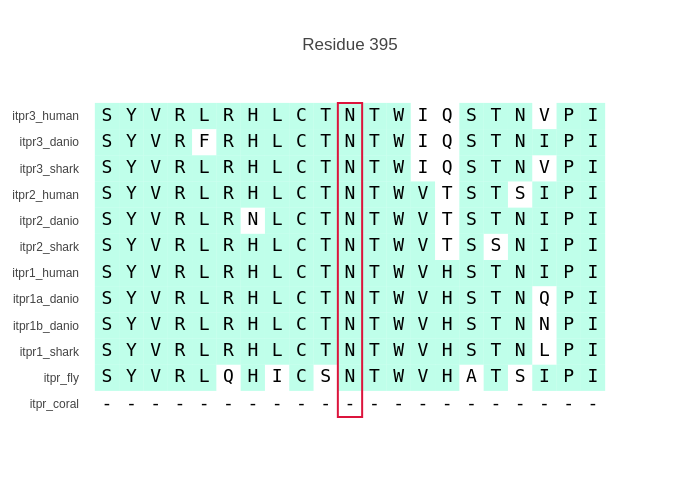 Residue 395
itpr3_human S Y V R L R H L C T N T W I Q S T N V P I
itpr3_danio S Y V R F R H L C T N T W I Q S T N I P I
itpr3_shark S Y V R L R H L C T N T W I Q S T N V P I
itpr2_human S Y V R L R H L C T N T W V T S T S I P I
itpr2_danio S Y V R L R N L C T N T W V T S T N I P I
itpr2_shark S Y V R L R H L C T N T W V T S S N I P I
itpr1_human S Y V R L R H L C T N T W V H S T N I P I
itpr1a_danio S Y V R L R H L C T N T W V H S T N Q P I
itpr1b_danio S Y V R L R H L C T N T W V H S T N N P I
itpr1_shark S Y V R L R H L C T N T W V H S T N L P I
itpr_fly S Y V R L Q H I C S N T W V H A T S I P I
itpr_coral - - - - - - - - - - - - - - - - - - - - -